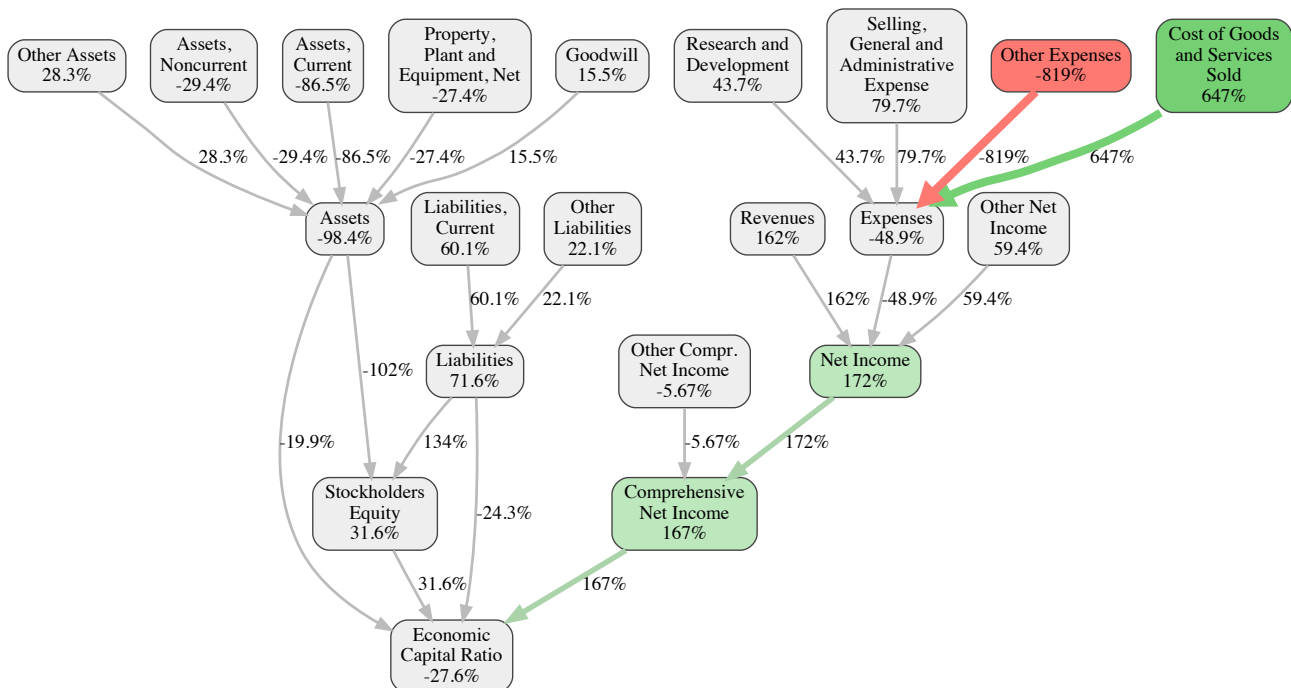 Other Assets
28.3%
Assets,
Noncurrent
-29.4%
Assets,
Current
-86.5%
Property,
Plant and
Equipment, Net
-27.4%
Goodwill
15.5%
Research and
Development
43.7%
Selling,
General and
Administrative
Expense
79.7%
Other Expenses
-819%
Cost of Goods
and Services
Sold
647%
28.3%
-29.4%
-86.5%
-27.4%
15.5%
43.7%
79.7%
-819%
647%
Assets
-98.4%
Liabilities,
Current
60.1%
Other
Liabilities
22.1%
Revenues
162%
Expenses
-48.9%
Other Net
Income
59.4%
60.1%
22.1%
162%
-48.9%
59.4%
-102%
Liabilities
71.6%
Other Compr.
Net Income
-5.67%
Net Income
172%
-19.9%
134%
-5.67%
172%
Stockholders
Equity
31.6%
-24.3%
Comprehensive
Net Income
167%
31.6%
167%
Economic
Capital Ratio
-27.6%